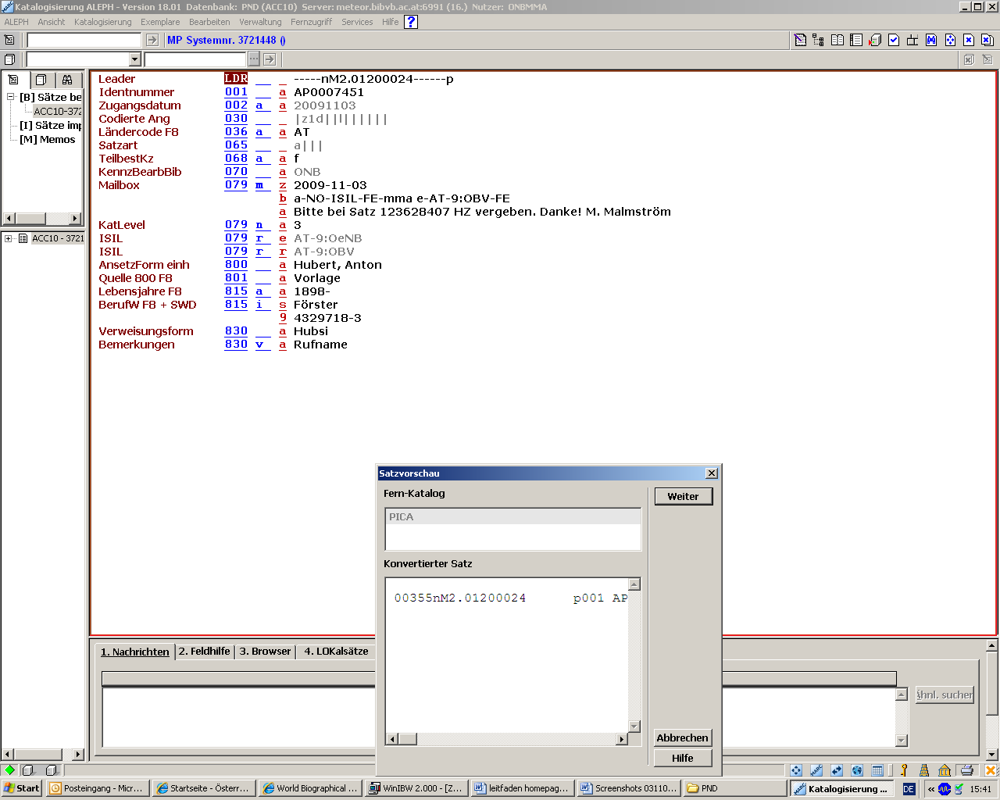 Katalogisierung ALEPH - Version 18.01 Datenbank: PND (ACC10) Server: meteor.bibvb.ac.at:6991 (16.) Nutzer: ONBMMA
ALEPH Ansicht Katalogisierung Exemplare Bearbeiten Verwaltung Fernzugriff Services Hilfe ?
MP Systemnr. 3721448 ()
[B] Sätze be
ACC10-372
[I] Sätze imp
[M] Memos
ACC10 - 3721
Leader LDR -----nM2.01200024------p
Identnummer 001 a AP0007451
Zugangsdatum 002 a a 20091103
Codierte Ang 030 |z1d||l||||||
Ländercode F8 036 a a AT
Satzart 065 a|||
TeilbestKz 068 a a f
KennzBearbBib 070 a ONB
Mailbox 079 m z 2009-11-03
b a-NO-ISIL-FE-mma e-AT-9:OBV-FE
a Bitte bei Satz 123628407 HZ vergeben. Danke! M. Malmström
KatLevel 079 n a 3
ISIL 079 r e AT-9:OeNB
ISIL 079 r r AT-9:OBV
AnsetzForm einh 800 a Hubert, Anton
Quelle 800 F8 801 a Vorlage
Lebensjahre F8 815 a a 1898-
BerufW F8 + SWD 815 i s Förster
9 4329718-3
Verweisungsform 830 a Hubsi
Bemerkungen 830 v a Rufname
Satzvorschau
Fern-Katalog
Weiter
PICA
Konvertierter Satz
00355nM2.01200024 p001 AP
Abbrechen
Hilfe
1. Nachrichten 2. Feldhilfe 3. Browser 4. LOKalsätze
ähnl. sucher
Start Posteingang - Micr... Startseite - Österr... World Biographical ... WinIBW 2.000 - [Z... leitfaden homepag... Screenshots 03110... PND Katalogisierung ... DE « 15:41